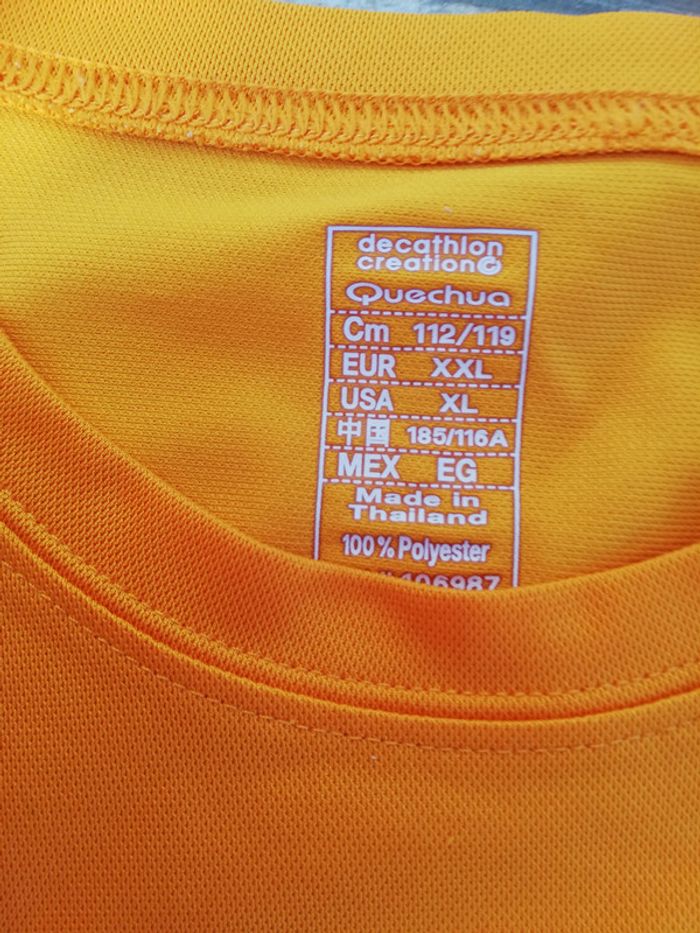 decathlon
creation
Quechua
Cm 112/119
EUR XXL
USA XL
中国 185/116A
MEX EG
Made in
Thailand
100% Polyester
106987